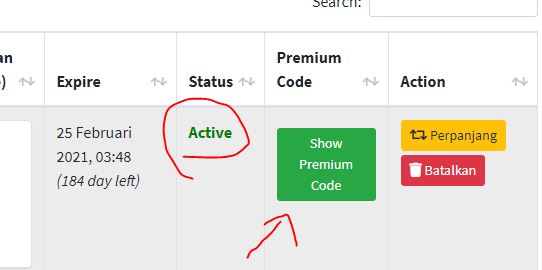 Search:
an
)
Expire
Status
Premium
Code
Action
25 Februari
2021, 03:48
(184 day left)
Active
Show
Premium
Code
Perpanjang
Batalkan